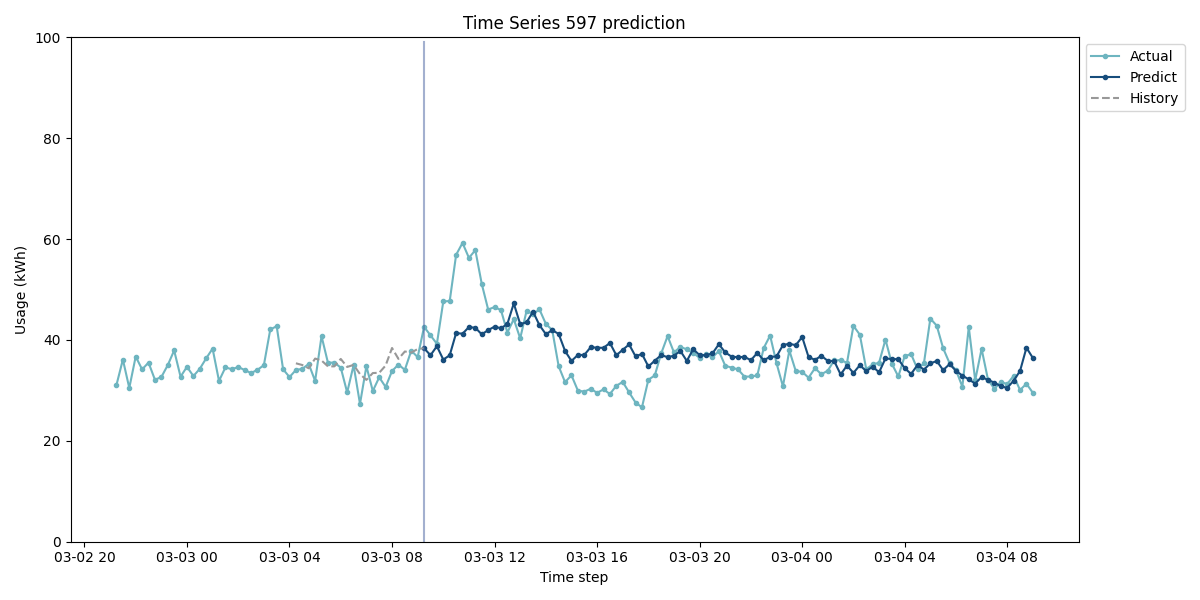 Time Series 597 prediction
100
80
60
40
20
0
Usage (kWh)
03-02 20
03-03 00
03-03 04
03-03 08
03-03 12
03-03 16
03-03 20
03-04 00
03-04 04
03-04 08
Time step
Actual
Predict
History